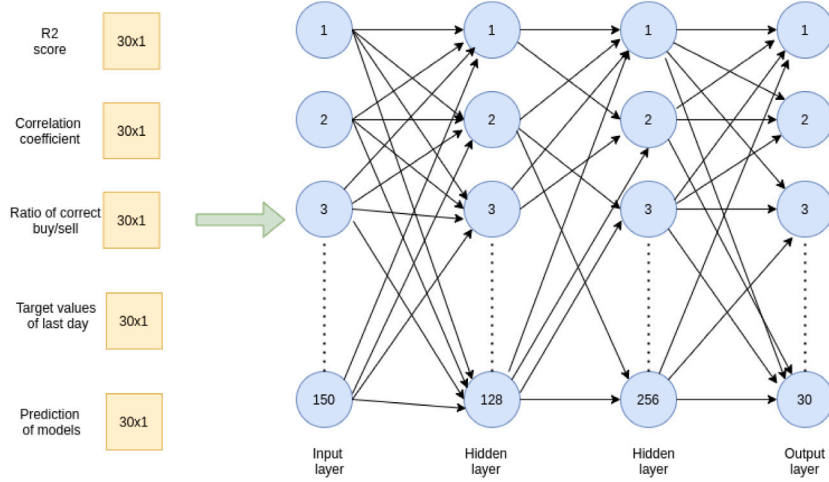 R2
score
30x1
Correlation
coefficient
30x1
Ratio of correct
buy/sell
30x1
Target values
of last day
30x1
Prediction
of models
30x1
1
2
3
150
Input
layer
1
2
3
128
Hidden
layer
1
2
3
256
Hidden
layer
1
2
3
30
Output
layer